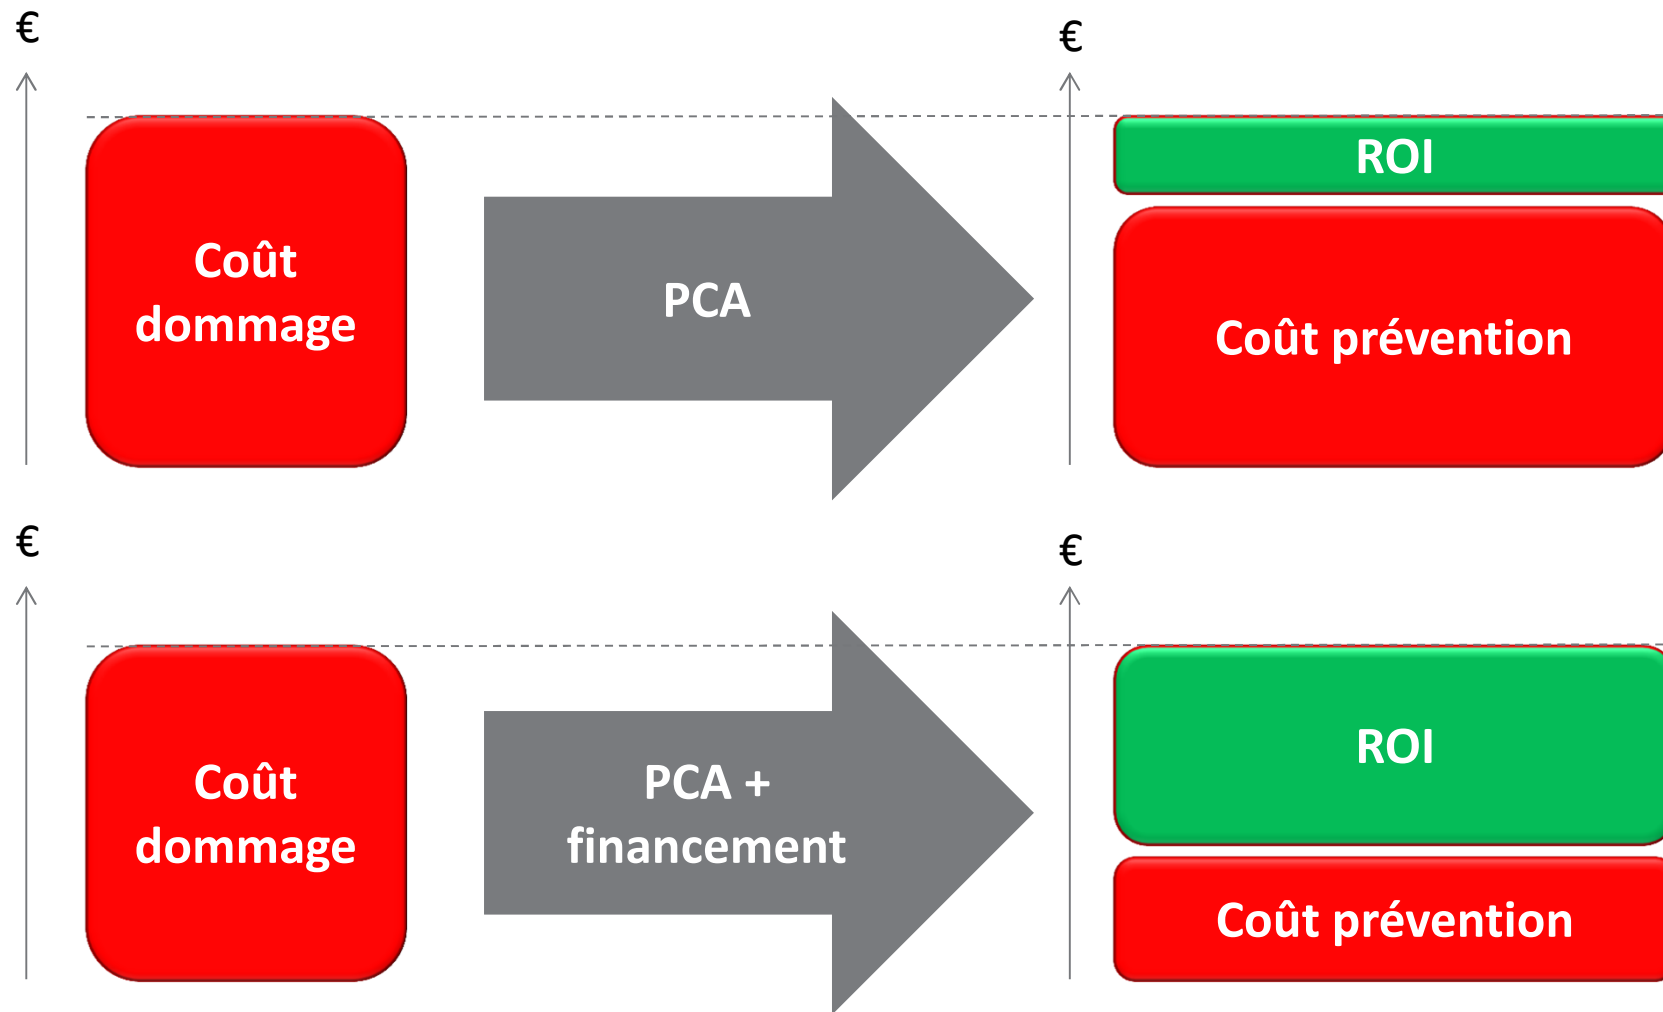 €
€
Coût
dommage
PCA
ROI
Coût prévention
€
€
Coût
dommage
PCA +
financement
ROI
Coût prévention